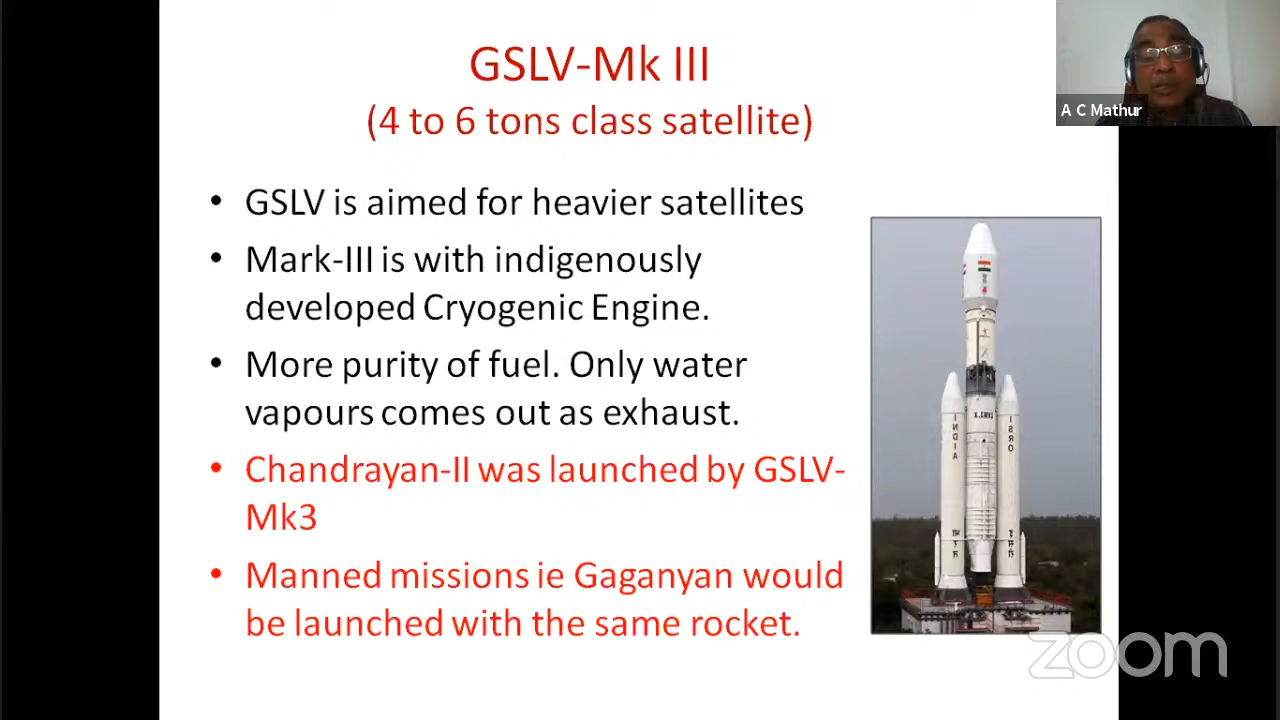 GSLV-Mk III
(4 to 6 tons class satellite)
A C Mathur
• GSLV is aimed for heavier satellites
• Mark-III is with indigenously
developed Cryogenic Engine.
• More purity of fuel. Only water
vapours comes out as exhaust.
• Chandrayan-II was launched by GSLV-
Mk3
• Manned missions ie Gaganyan would
be launched with the same rocket.
INDIA
ISRO
zoom